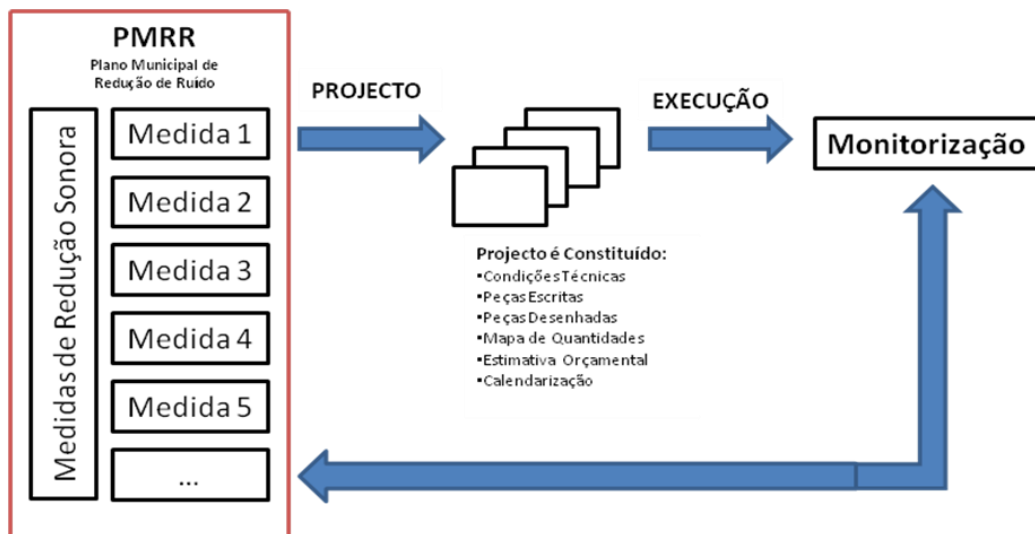 PMRR
Plano Municipal de
Redução de Ruído
Medidas de Redução Sonora
Medida 1
Medida 2
Medida 3
Medida 4
Medida 5
...
PROJECTO
Projecto é Constituído:
▪Condições Técnicas
▪Peças Escritas
▪Peças Desenhadas
▪Mapa de Quantidades
▪Estimativa Orçamental
▪Calendarização
EXECUÇÃO
Monitorização